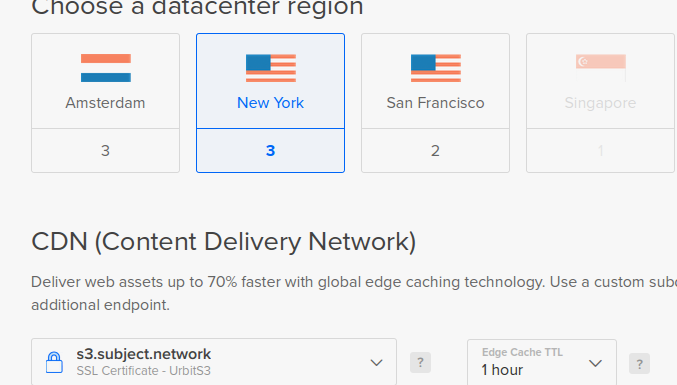 Choose a datacenter region
Amsterdam
New York
San Francisco
Singapore
3
3
2
1
CDN (Content Delivery Network)
Deliver web assets up to 70% faster with global edge caching technology. Use a custom
additional endpoint.
s3.subject.network
SSL Certificate - UrbitS3
?
Edge Cache TTL
1 hour
?